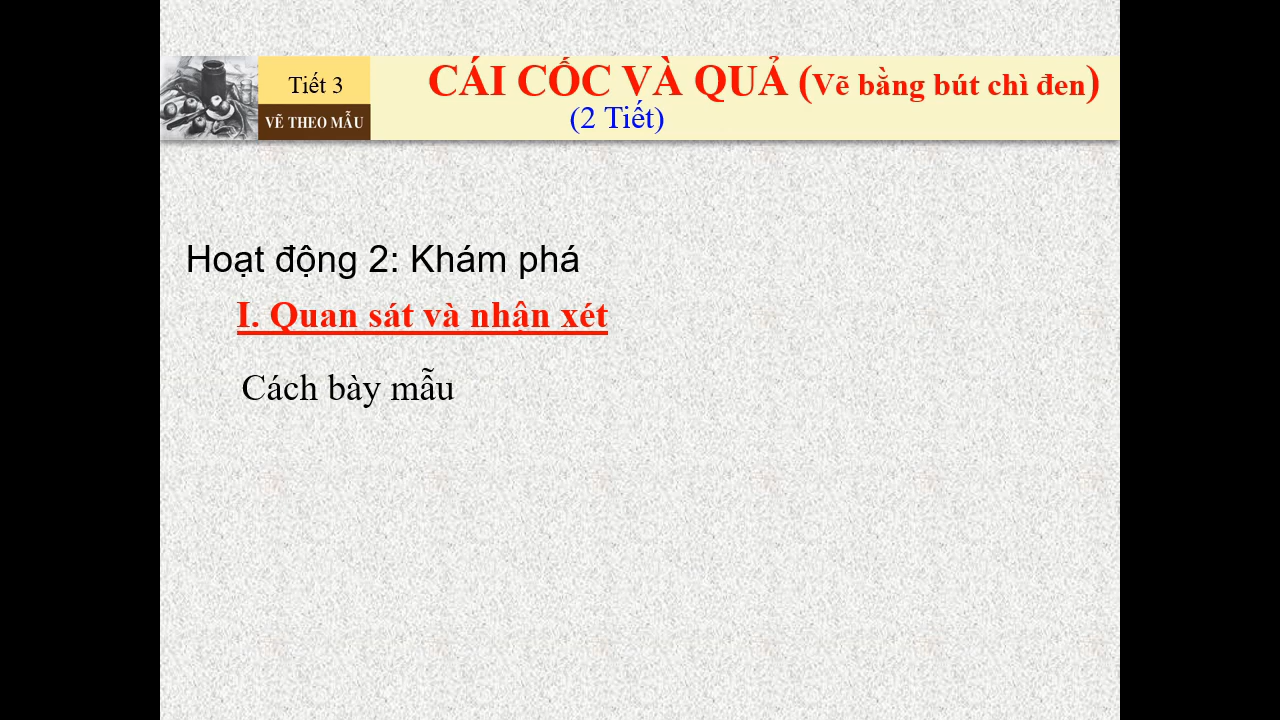 Tiết 3
VẼ THEO MẪU
CÁI CỐC VÀ QUẢ (Vẽ bằng bút chì đen)
(2 Tiết)
Hoạt động 2: Khám phá
I. Quan sát và nhận xét
Cách bày mẫu